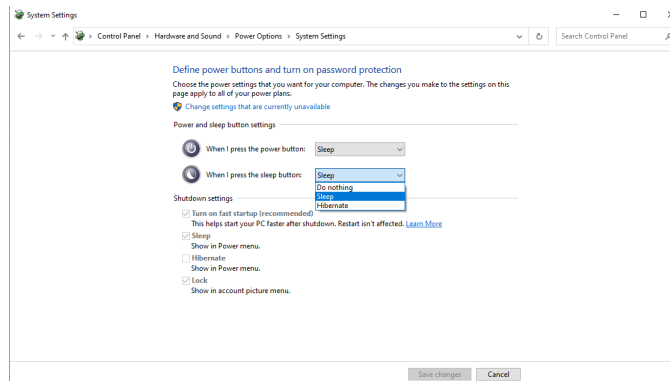 System Settings
Control Panel > Hardware and Sound > Power Options > System Settings
Search Control Panel
Define power buttons and turn on password protection
Choose the power settings that you want for your computer. The changes you make to the settings on this
page apply to all of your power plans.
Change settings that are currently unavailable
Power and sleep button settings
When I press the power button: Sleep
When I press the sleep button: Sleep
Do nothing
Sleep
Hibernate
Shutdown settings
Turn on fast startup (recommended)
This helps start your PC faster after shutdown. Restart isn't affected. Learn More
Sleep
Show in Power menu.
Hibernate
Show in Power menu.
Lock
Show in account picture menu.
Save changes Cancel